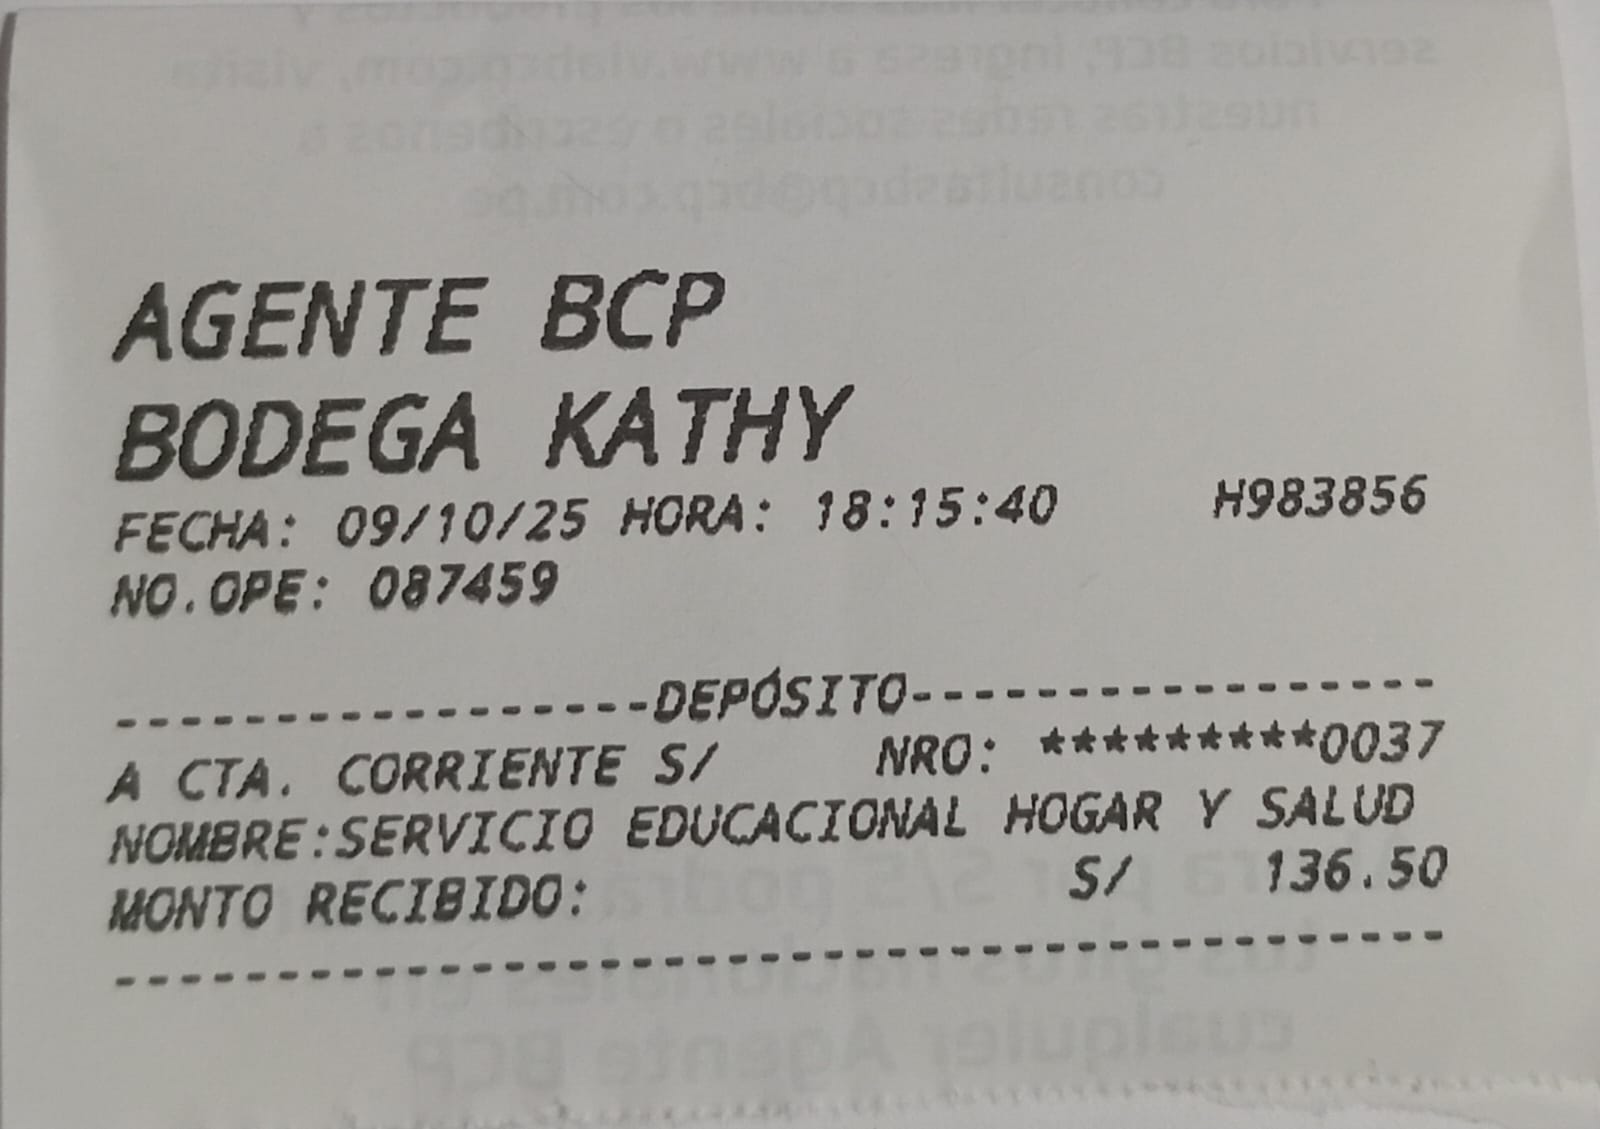 AGENTE BCP
BODEGA KATHY
FECHA: 09/10/25 HORA: 18:15:40 H983856
NO.OPE: 087459
-----------------DEPÓSITO-----------------
A CTA. CORRIENTE S/ NRO: *********0037
NOMBRE:SERVICIO EDUCACIONAL HOGAR Y SALUD
MONTO RECIBIDO: S/ 136.50
------------------------------------------